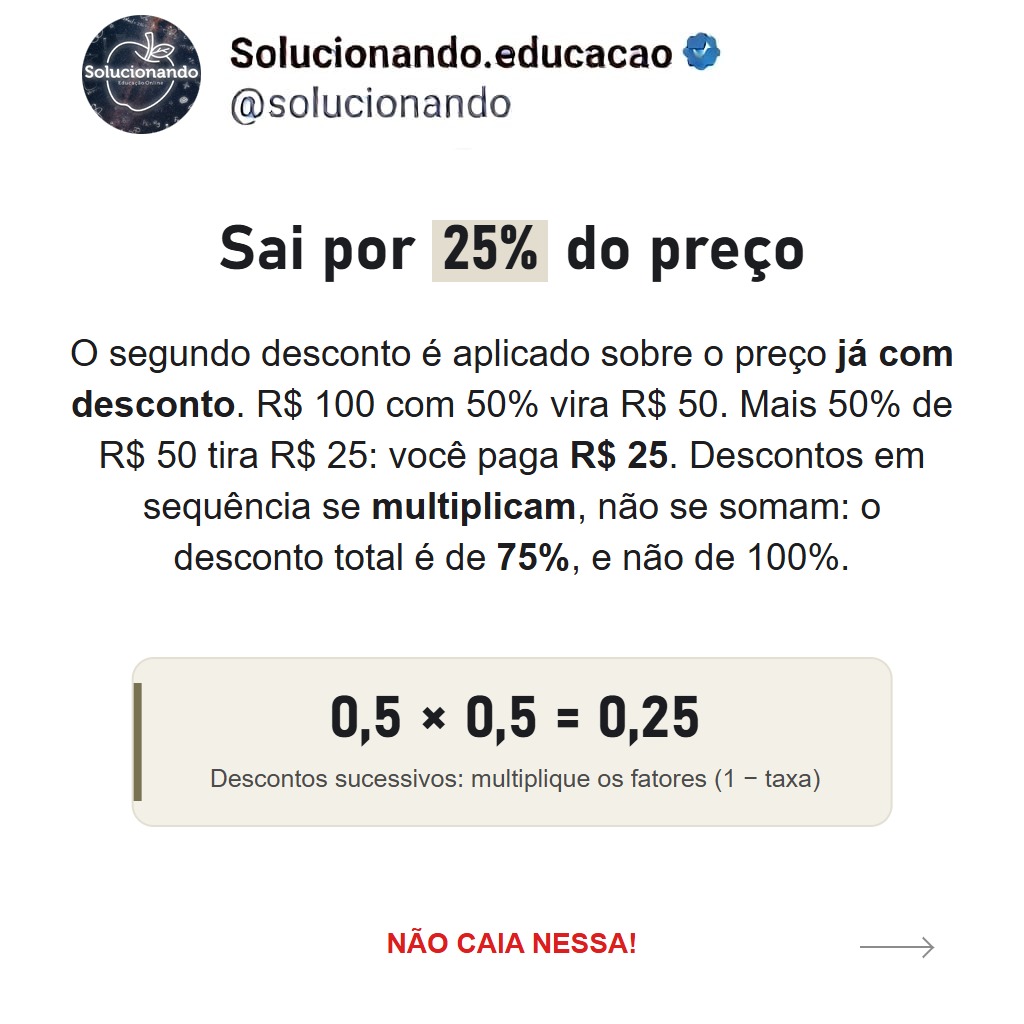 Solucionando
Educação Online
Solucionando.educacao
@solucionando
Sai por 25% do preço
O segundo desconto é aplicado sobre o preço já com
desconto. R$ 100 com 50% vira R$ 50. Mais 50% de
R$ 50 tira R$ 25: você paga R$ 25. Descontos em
sequência se multiplicam, não se somam: o
desconto total é de 75%, e não de 100%.
0,5 × 0,5 = 0,25
Descontos sucessivos: multiplique os fatores (1 − taxa)
NÃO CAIA NESSA!